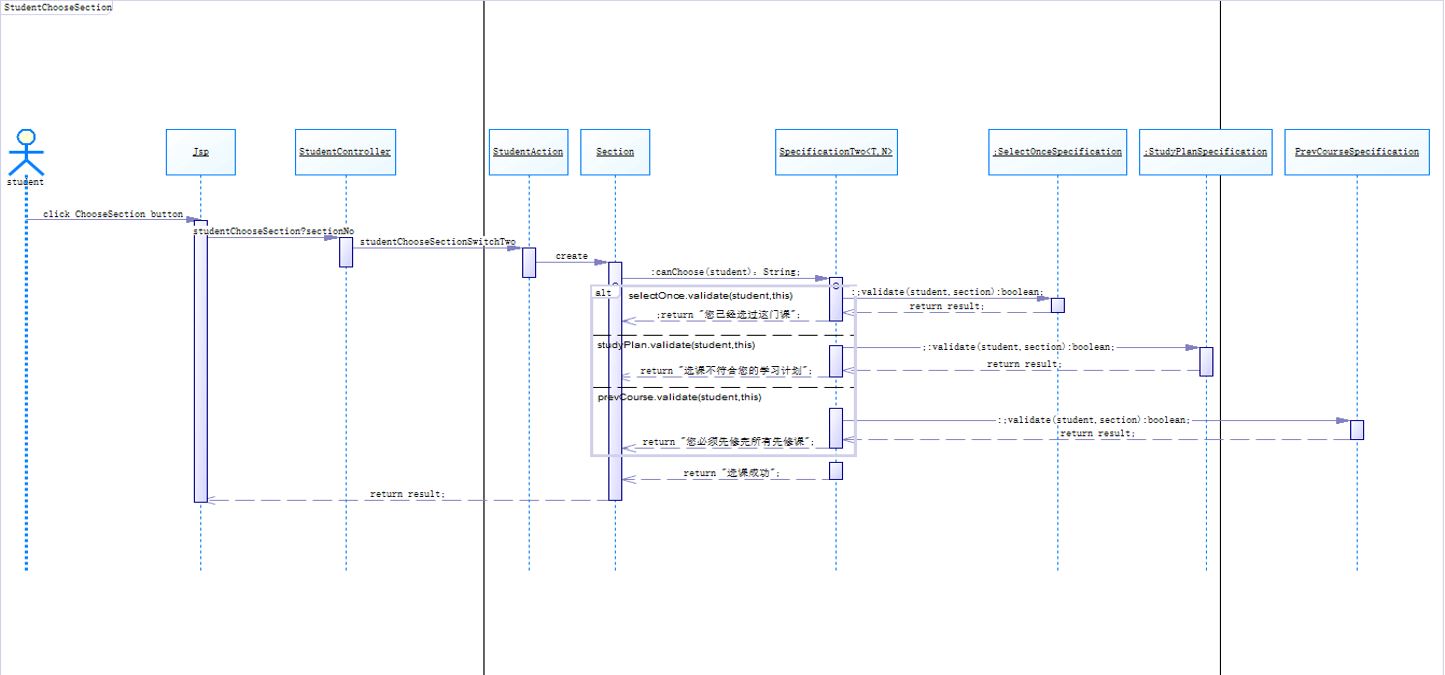 StudentChooseSection
student
Jsp
StudentController
StudentAction
Section
SpecificationTwo<T,N>
:SelectOnceSpecification
:StudyPlanSpecification
PrevCourseSpecification
click ChooseSection button
studentChooseSection?sectionNo
studentChooseSectionSwitchTwo
create
:canChoose(student): String;
alt
selectOnce.validate(student,this)
::validate(student,section):boolean;
return result;
;return "您已经选过这门课";
studyPlan.validate(student,this)
;:validate(student,section):boolean;
return result;
return "选课不符合您的学习计划";
prevCourse.validate(student,this)
:;validate(student,section):boolean;
return result;
return "您必须先修完所有先修课";
return "选课成功";
return result;